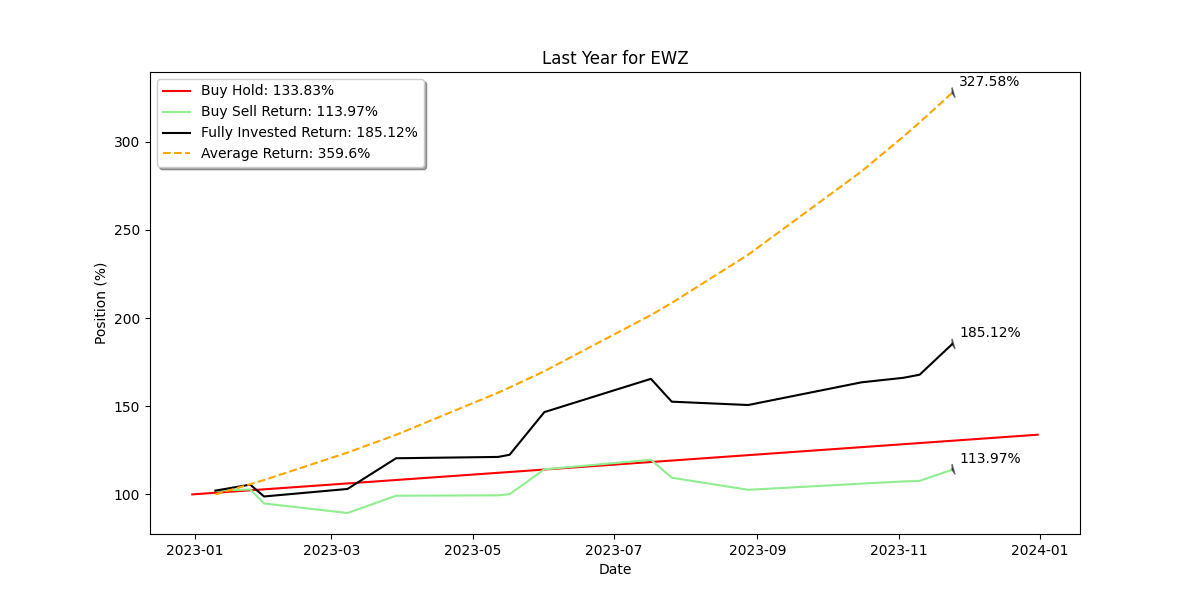 Last Year for EWZ
Buy Hold: 133.83%
Buy Sell Return: 113.97%
Fully Invested Return: 185.12%
Average Return: 359.6%
327.58%
185.12%
113.97%
Position (%)
300
250
200
150
100
2023-01
2023-03
2023-05
2023-07
2023-09
2023-11
2024-01
Date